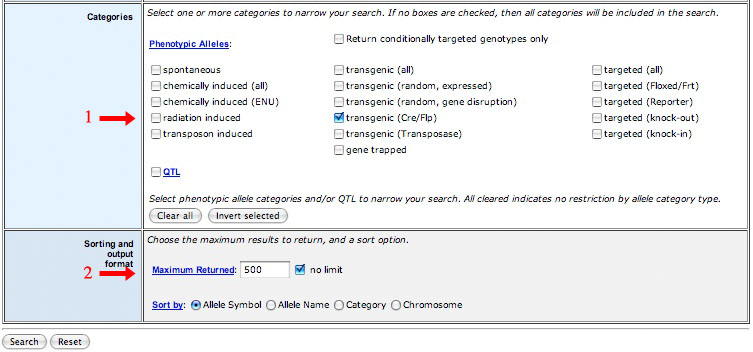 Categories
Select one or more categories to narrow your search. If no boxes are checked, then all categories will be included in the search.
Phenotypic Alleles:
Return conditionally targeted genotypes only
spontaneous transgenic (all) targeted (all)
chemically induced (all) transgenic (random, expressed) targeted (Floxed/Frt)
chemically induced (ENU) transgenic (random, gene disruption) targeted (Reporter)
1 radiation induced transgenic (Cre/Flp) targeted (knock-out)
transposon induced transgenic (Transposase) targeted (knock-in)
gene trapped
QTL
Select phenotypic allele categories and/or QTL to narrow your search. All cleared indicates no restriction by allele category type.
Clear all Invert selected
Sorting and
output
format
Choose the maximum results to return, and a sort option.
2 Maximum Returned: 500 no limit
Sort by: Allele Symbol Allele Name Category Chromosome
Search Reset